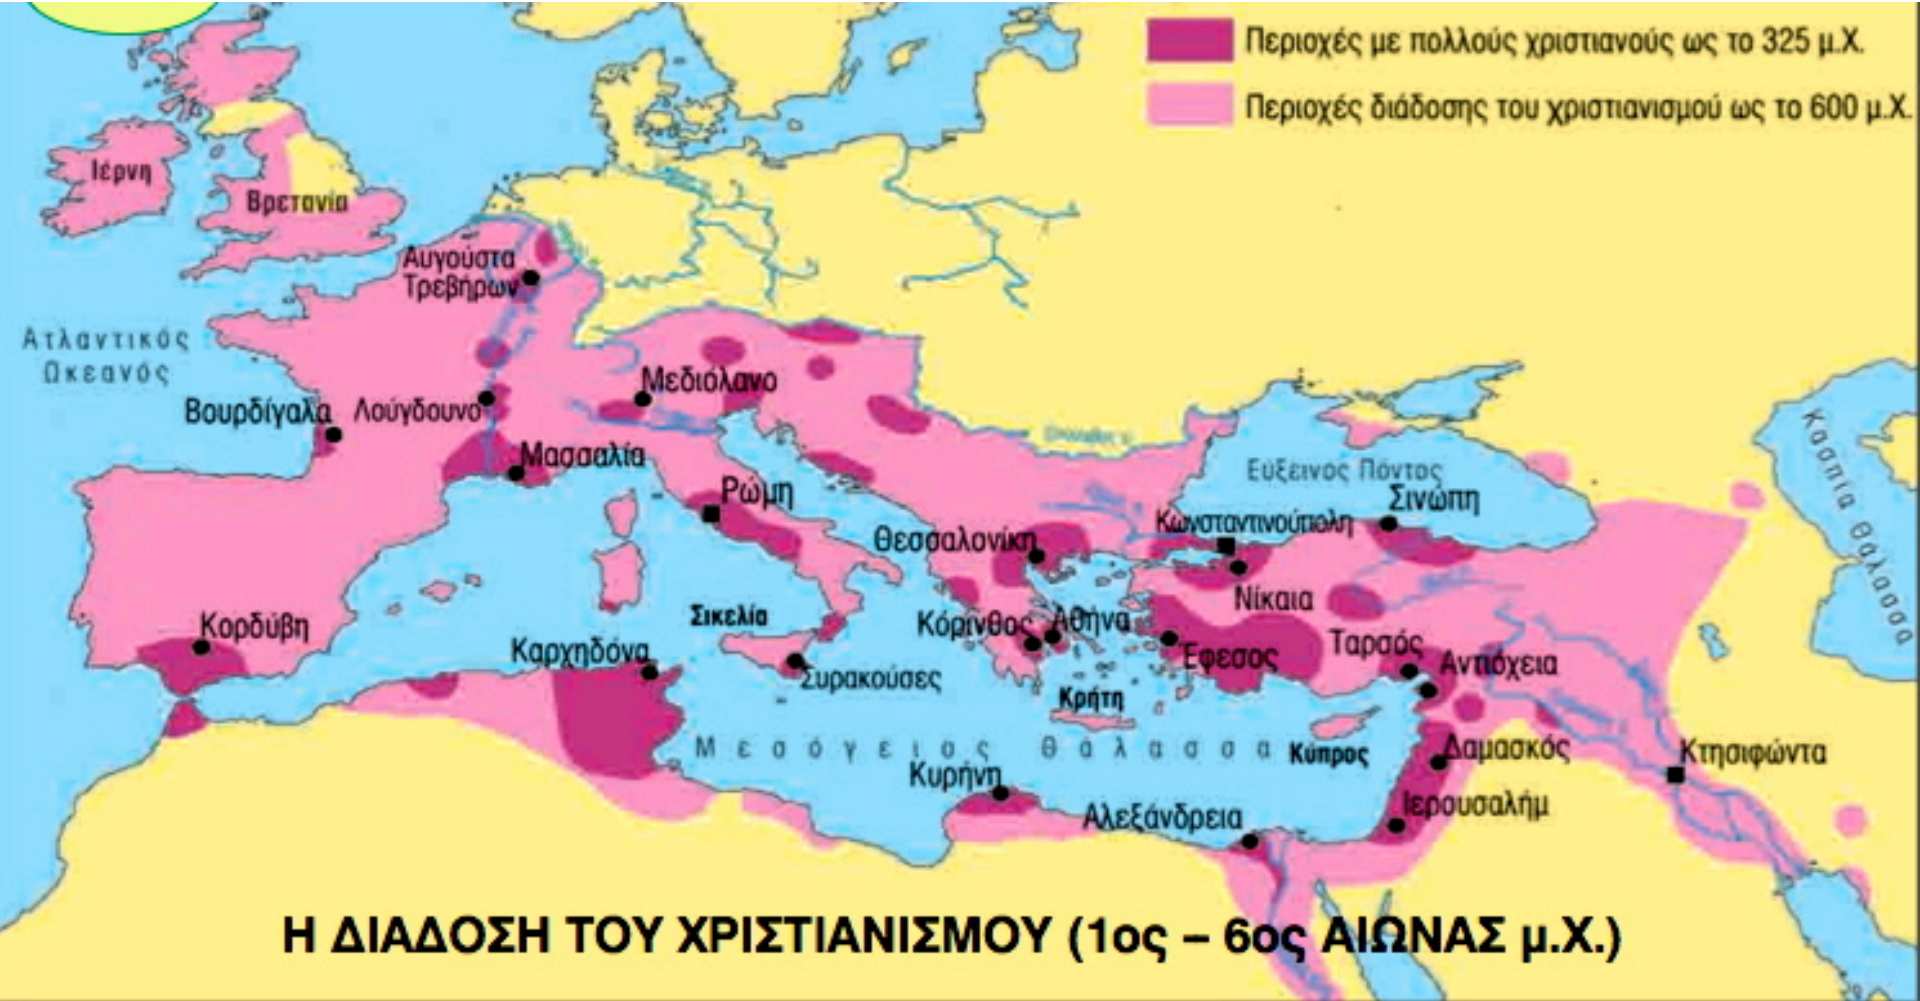 Περιοχές με πολλούς χριστιανούς ως το 325 μ.Χ.
Περιοχές διάδοσης του χριστιανισμού ως το 600 μ.Χ.
Ιέρνη
Βρετανία
Αυγούστα
Τρεβήρων
Ατλαντικός
Ωκεανός
Βουρδίγαλα
Λούγδουνο
Μεδιόλανο
Μασσαλία
Ρώμη
Εύξεινος Πόντος
Σινώπη
Κασπία Θάλασσα
Κωνσταντινούπολη
Θεσσαλονίκη
Νίκαια
Κορδύβη
Σικελία
Κόρινθος
Αθήνα
Καρχηδόνα
Συρακούσες
Έφεσος
Ταρσός
Αντιόχεια
Κρήτη
Μεσόγειος Θάλασσα
Κύπρος
Δαμασκός
Κτησιφώντα
Κυρήνη
Αλεξάνδρεια
Ιερουσαλήμ
Η ΔΙΑΔΟΣΗ ΤΟΥ ΧΡΙΣΤΙΑΝΙΣΜΟΥ (1ος – 6ος ΑΙΩΝΑΣ μ.Χ.)